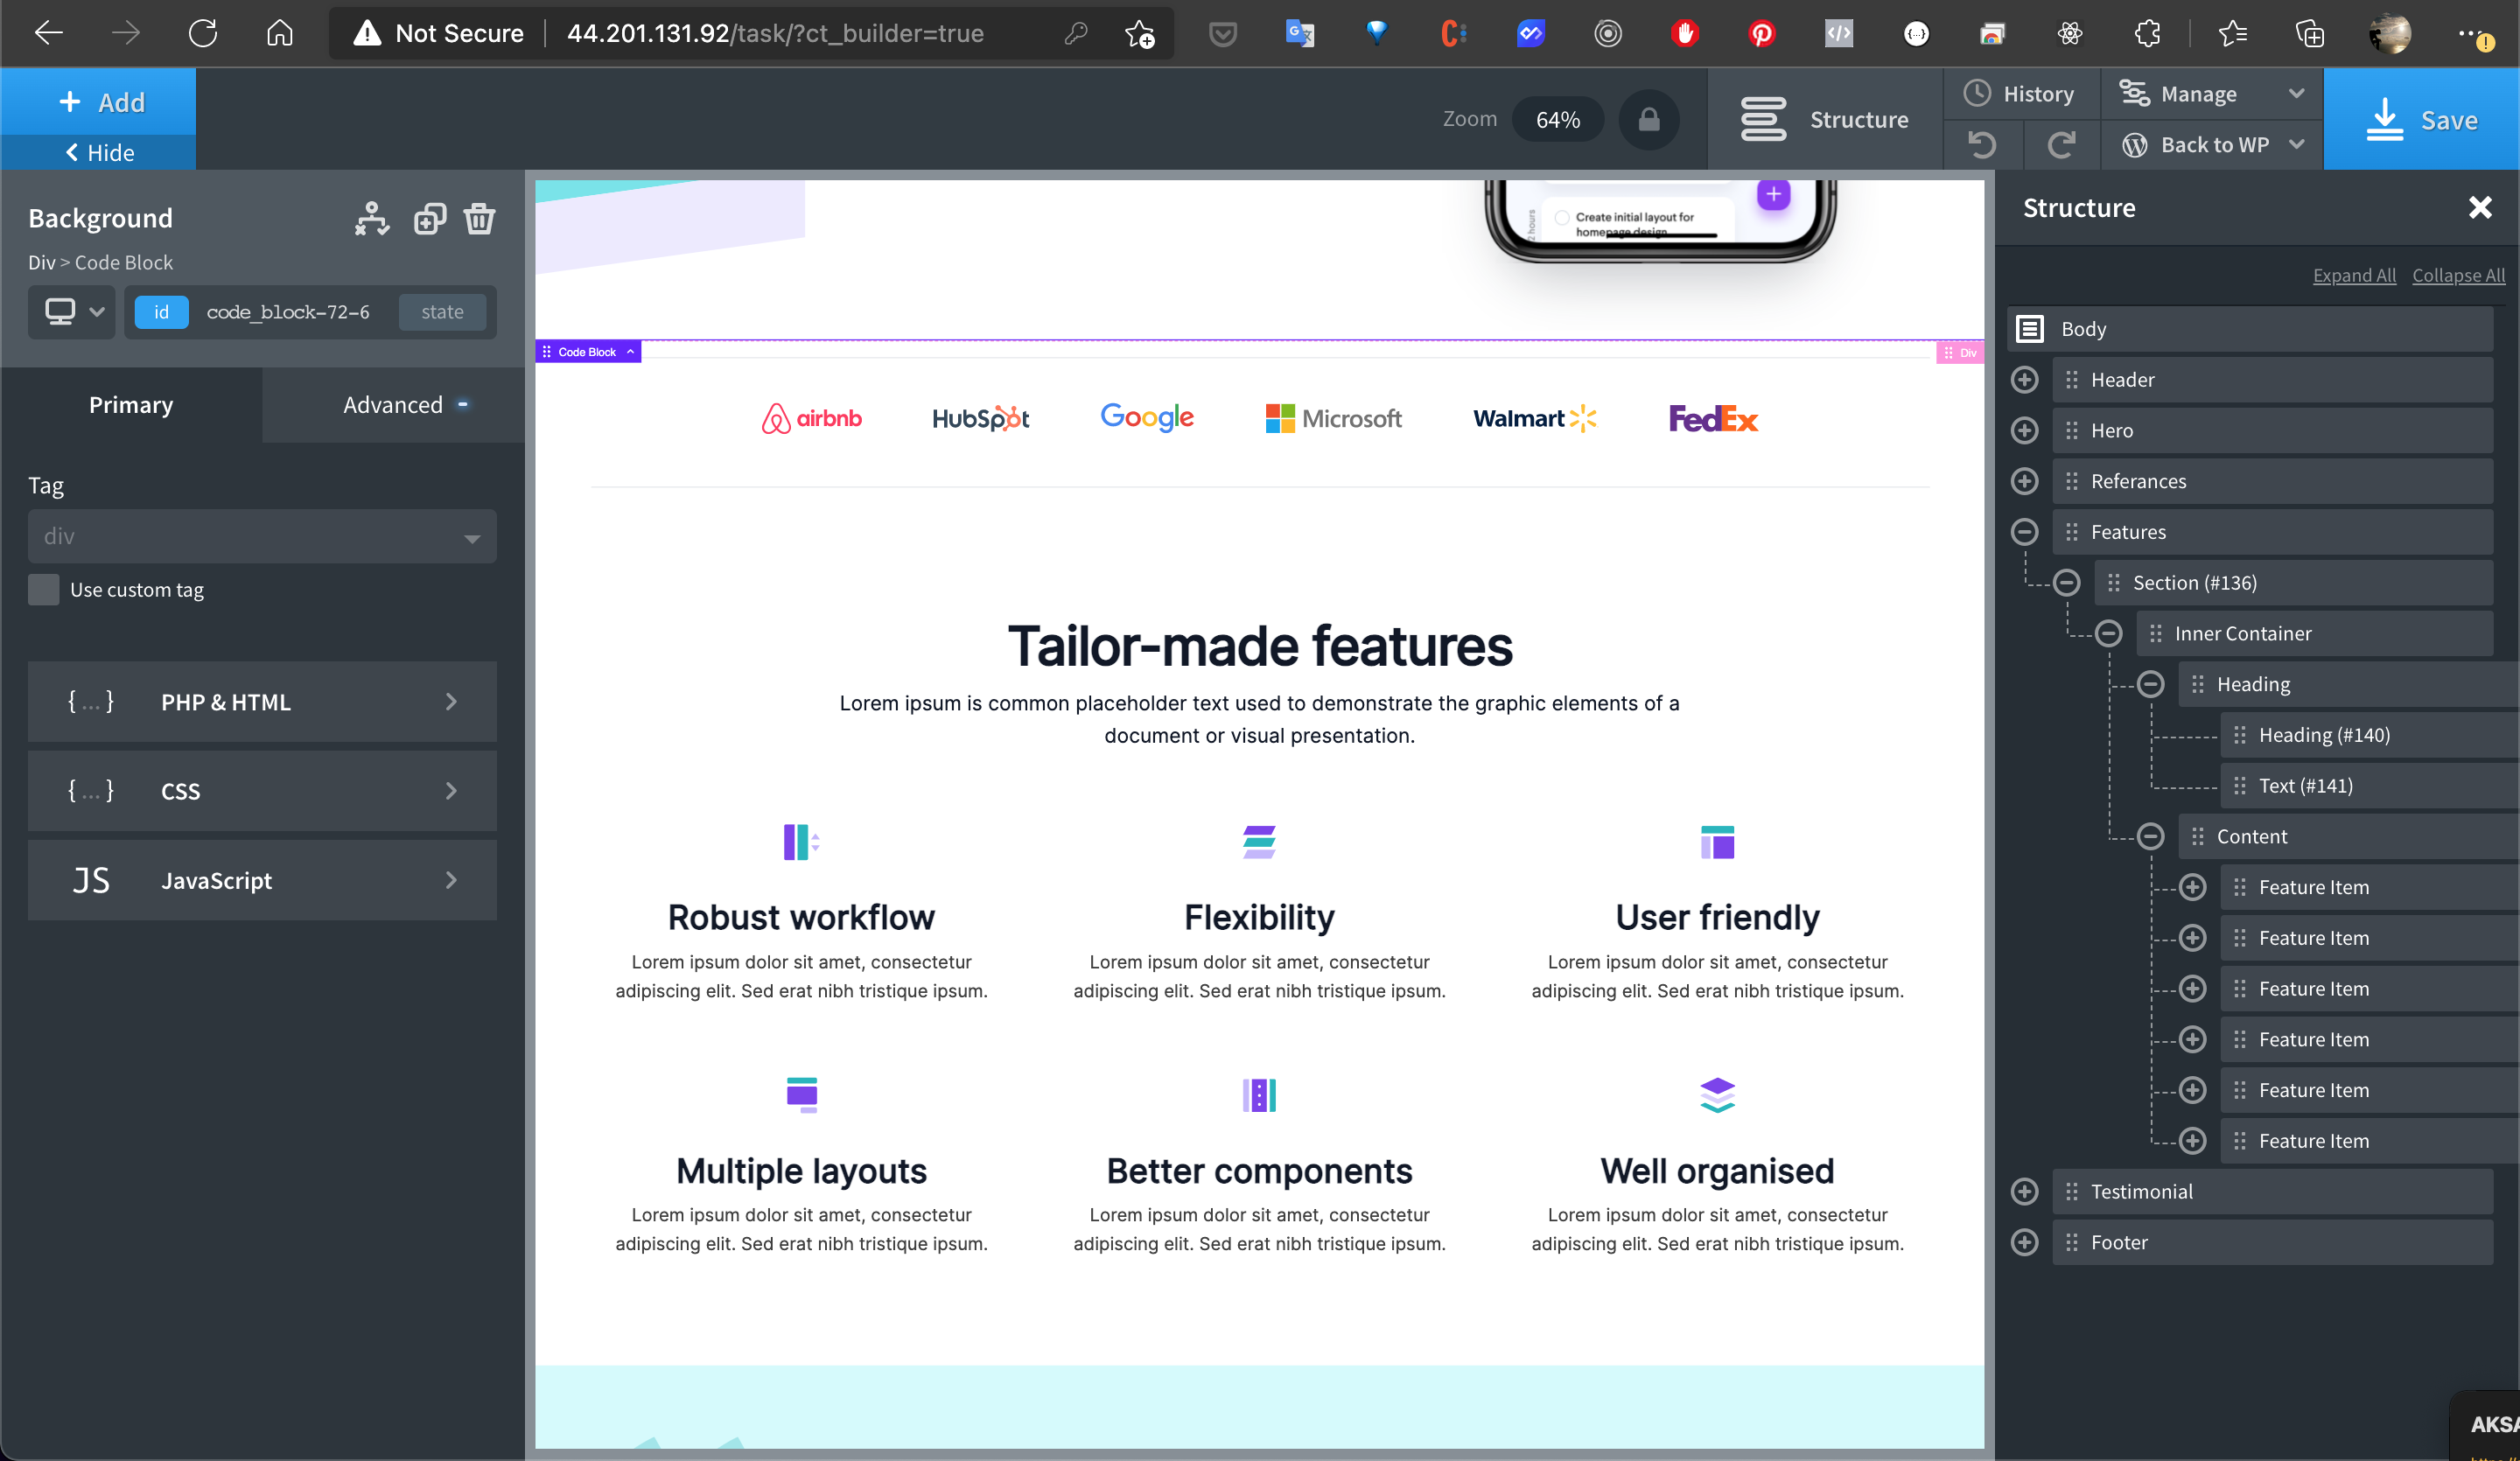 Not Secure
44.201.131.92/task/?ct_builder=true
+ Add
Hide
Zoom
64%
Structure
History
Manage
Back to WP
Save
Background
Div > Code Block
id
code_block-72-6
state
Primary
Advanced
Tag
div
Use custom tag
{...} PHP & HTML
{...} CSS
JS JavaScript
Create initial layout for
homepage design
2 hours
Code Block
Div
airbnb
HubSpot
Google
Microsoft
Walmart
FedEx
Tailor-made features
Lorem ipsum is common placeholder text used to demonstrate the graphic elements of a
document or visual presentation.
Robust workflow
Lorem ipsum dolor sit amet, consectetur
adipiscing elit. Sed erat nibh tristique ipsum.
Flexibility
Lorem ipsum dolor sit amet, consectetur
adipiscing elit. Sed erat nibh tristique ipsum.
User friendly
Lorem ipsum dolor sit amet, consectetur
adipiscing elit. Sed erat nibh tristique ipsum.
Multiple layouts
Lorem ipsum dolor sit amet, consectetur
adipiscing elit. Sed erat nibh tristique ipsum.
Better components
Lorem ipsum dolor sit amet, consectetur
adipiscing elit. Sed erat nibh tristique ipsum.
Well organised
Lorem ipsum dolor sit amet, consectetur
adipiscing elit. Sed erat nibh tristique ipsum.
Structure
Expand All
Collapse All
Body
Header
Hero
Referances
Features
Section (#136)
Inner Container
Heading
Heading (#140)
Text (#141)
Content
Feature Item
Feature Item
Feature Item
Feature Item
Feature Item
Feature Item
Testimonial
Footer